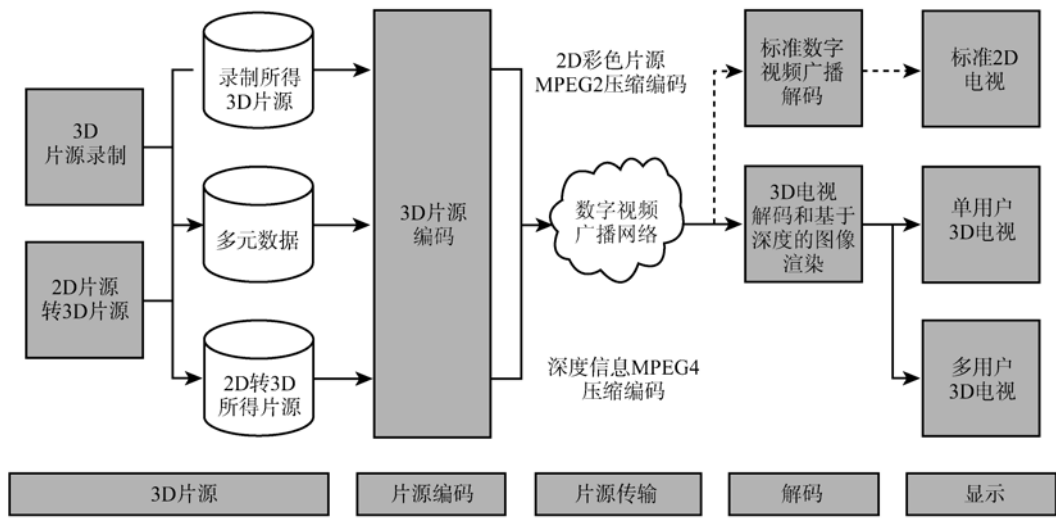 3D
片源录制
2D片源
转3D片源
录制所得
3D片源
多元数据
2D转3D
所得片源
3D片源
编码
2D彩色片源
MPEG2压缩编码
数字视频
广播网络
深度信息MPEG4
压缩编码
标准数字
视频广播
解码
3D电视
解码和基于
深度的图像
渲染
标准2D
电视
单用户
3D电视
多用户
3D电视
3D片源
片源编码
片源传输
解码
显示